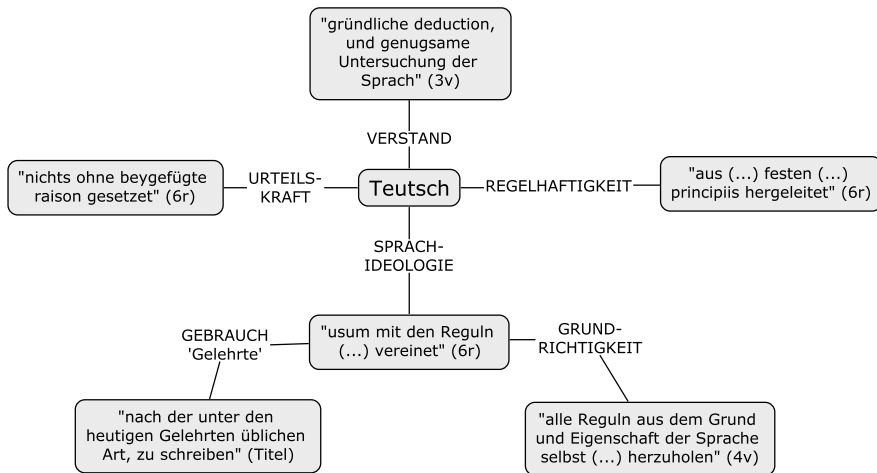 "gründliche deduction,
und genugsame
Untersuchung der
Sprach" (3v)
VERSTAND
"nichts ohne beygefügte
raison gesetzet" (6r)
URTEILS-
KRAFT
Teutsch
REGELHAFTIGKEIT
"aus (...) festen (...)
principiis hergeleitet" (6r)
SPRACH-
IDEOLOGIE
GEBRAUCH
'Gelehrte'
"usum mit den Reguln
(...) vereinet" (6r)
GRUND-
RICHTIGKEIT
"nach der unter den
heutigen Gelehrten üblichen
Art, zu schreiben" (Titel)
"alle Reguln aus dem Grund
und Eigenschaft der Sprache
selbst (...) herzuholen" (4v)